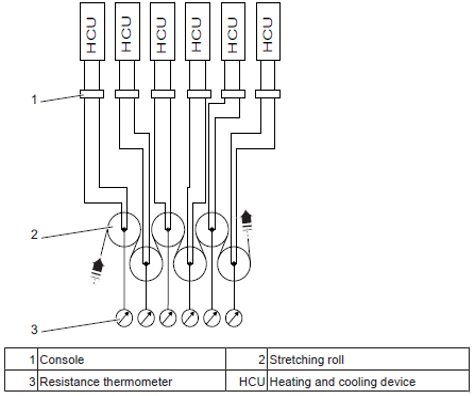 HCU HCU HCU HCU HCU HCU
1
2
3
1 Console 2 Stretching roll
3 Resistance thermometer HCU Heating and cooling device